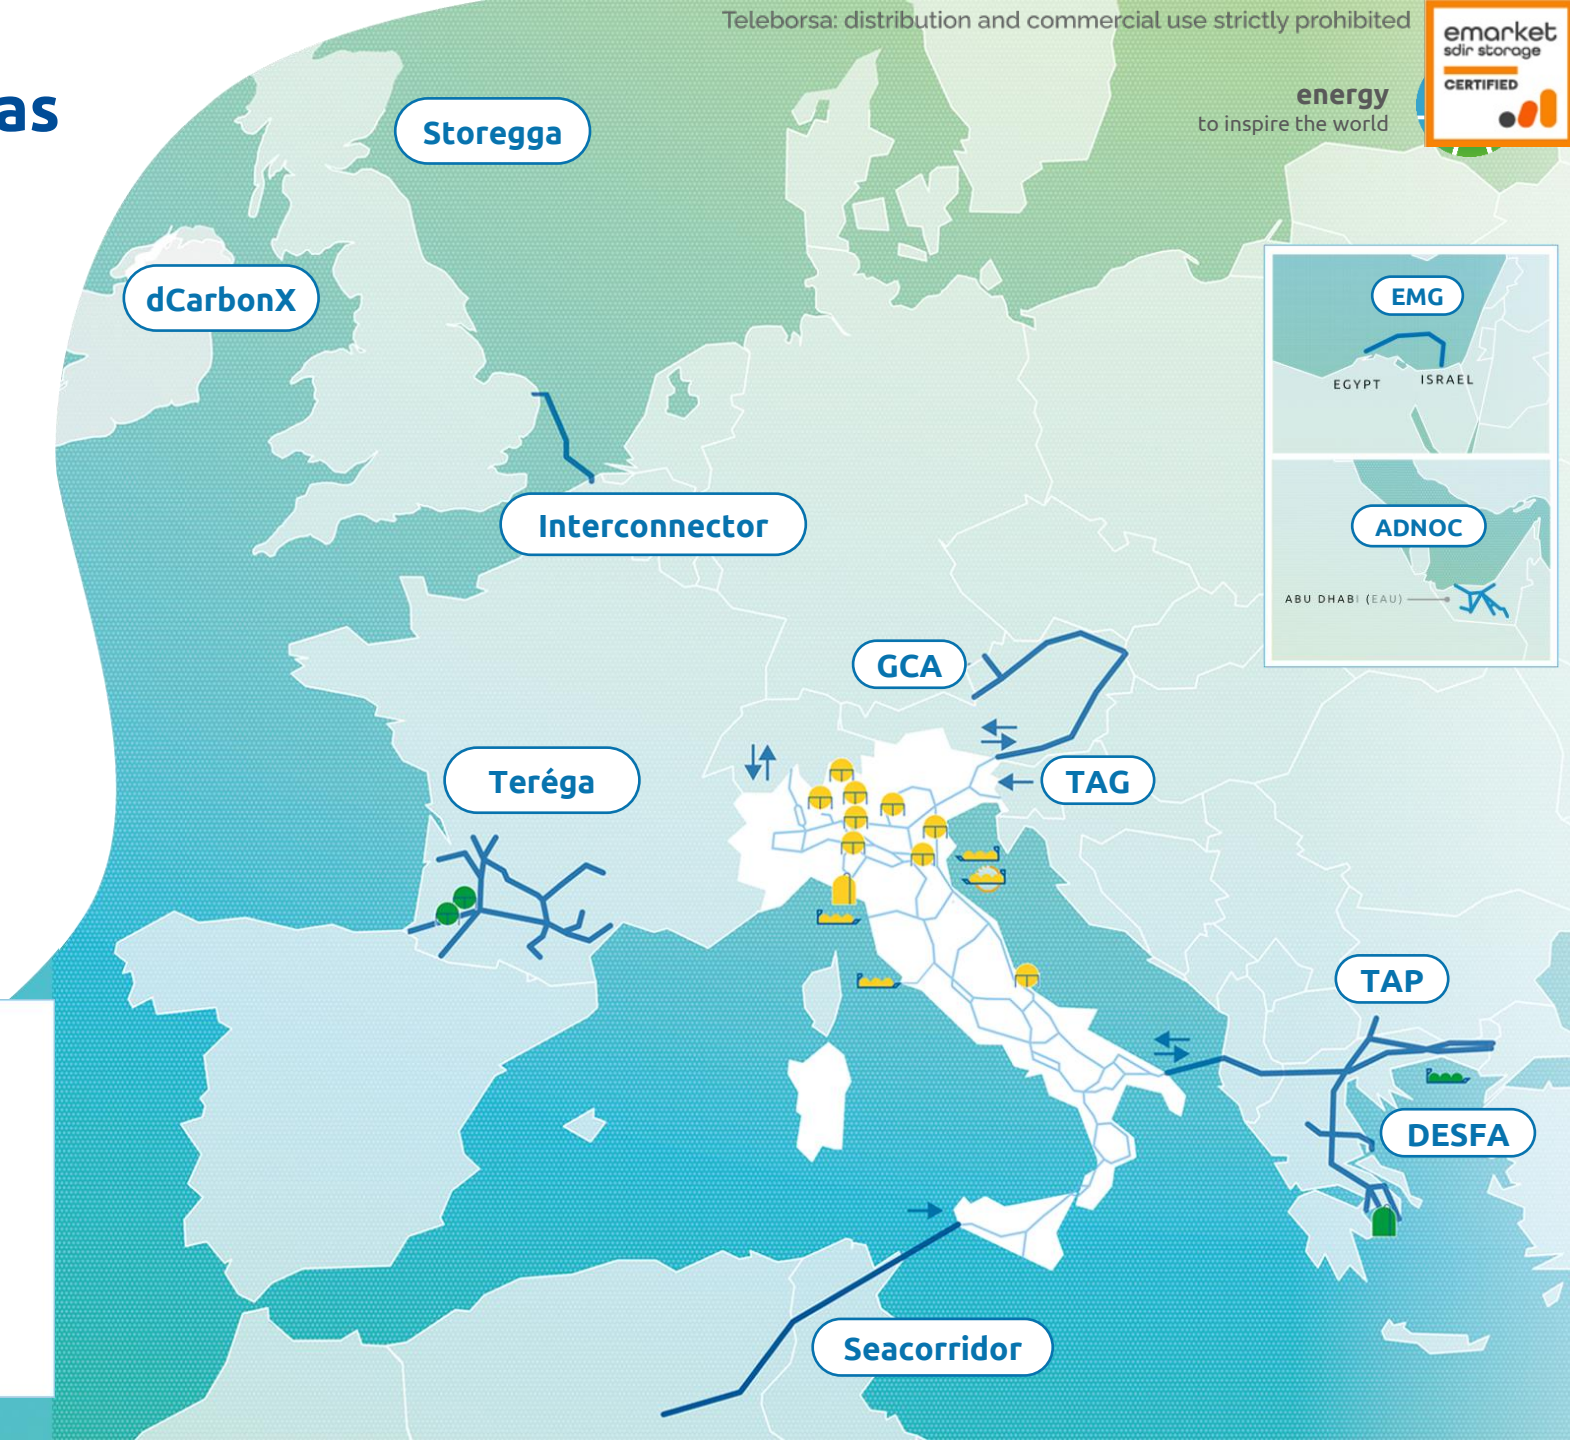 Teleborsa: distribution and commercial use strictly prohibited
emarket
sdir storage
CERTIFIED
energy
to inspire the world
as
Storegga
dCarbonX
EMG
EGYPT
ISRAEL
Interconnector
ADNOC
ABU DHABI (EAU)
GCA
Teréga
TAG
TAP
DESFA
Seacorridor